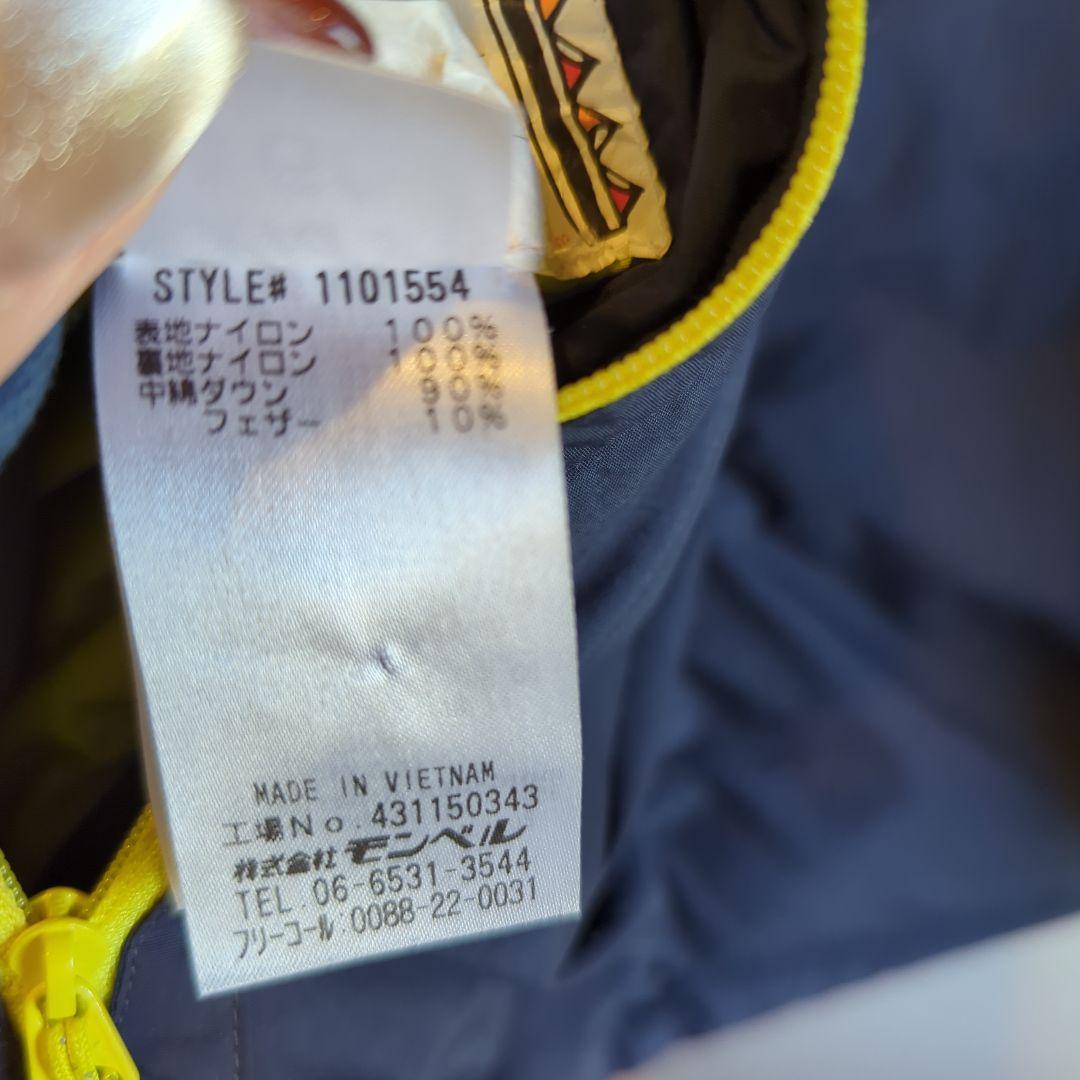 STYLE# 1101554
表地ナイロン 100%
裏地ナイロン 100%
中綿ダウン 90%
フェザー 10%
MADE IN VIETNAM
工場No.431150343
株式会社モンベル
TEL.06-6531-3544
フリーコール:0088-22-0031